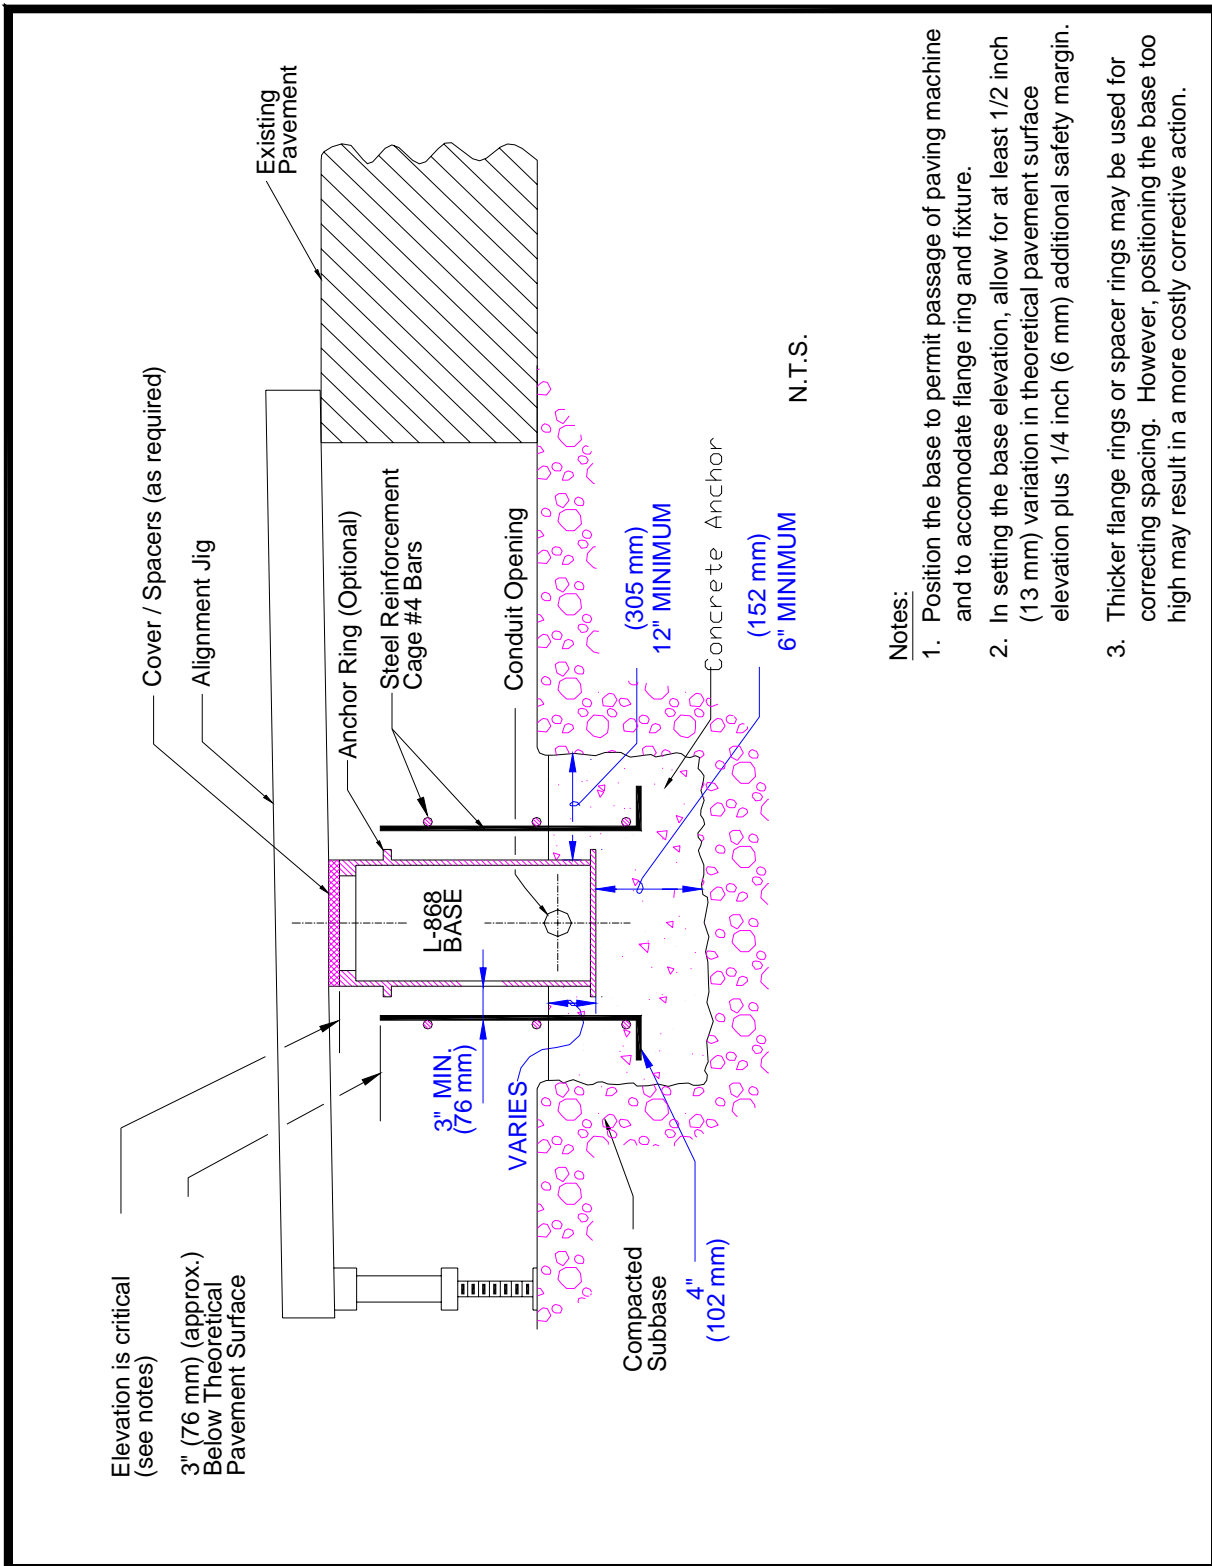 Elevation is critical
(see notes)
3" (76 mm) (approx.)
Below Theoretical
Pavement Surface
Cover / Spacers (as required)
Alignment Jig
Existing
Pavement
Anchor Ring (Optional)
Steel Reinforcement
Cage #4 Bars
Conduit Opening
L-868
BASE
3" MIN.
(76 mm)
VARIES
(305 mm)
12" MINIMUM
Concrete Anchor
(152 mm)
6" MINIMUM
Compacted
Subbase
4"
(102 mm)
N.T.S.
Notes:
1. Position the base to permit passage of paving machine
and to accomodate flange ring and fixture.
2. In setting the base elevation, allow for at least 1/2 inch
(13 mm) variation in theoretical pavement surface
elevation plus 1/4 inch (6 mm) additional safety margin.
3. Thicker flange rings or spacer rings may be used for
correcting spacing. However, positioning the base too
high may result in a more costly corrective action.